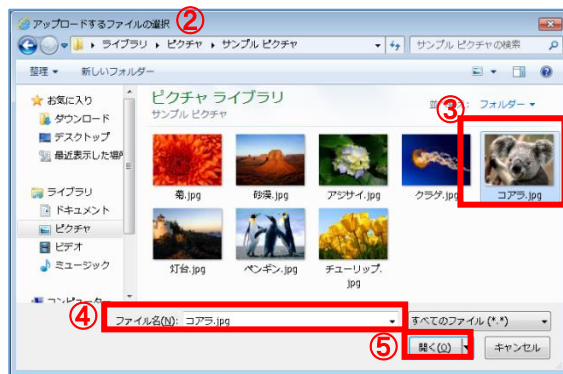 アップロードするファイルの選択 ②
ライブラリ ▸ ピクチャ ▸ サンプル ピクチャ
サンプル ピクチャの検索
整理 ▼ 新しいフォルダー
お気に入り
ダウンロード
デスクトップ
最近表示した場所
ライブラリ
ドキュメント
ピクチャ
ビデオ
ミュージック
コンピューター
ピクチャ ライブラリ
サンプル ピクチャ
フォルダー ▼
③
菊.jpg
砂漠.jpg
アジサイ.jpg
クラゲ.jpg
コアラ.jpg
灯台.jpg
ペンギン.jpg
チューリップ.
jpg
④ ファイル名(N): コアラ.jpg
すべてのファイル (*.*)
⑤ 開く(O)
キャンセル